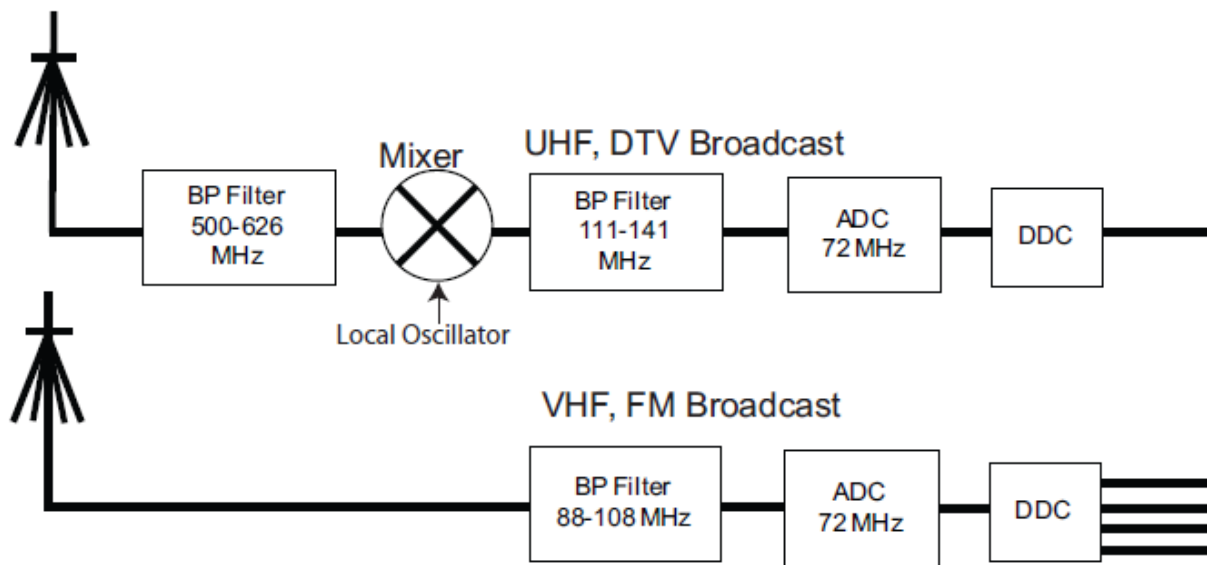 UHF, DTV Broadcast
Mixer
BP Filter
500-626
MHz
BP Filter
111-141
MHz
ADC
72 MHz
DDC
Local Oscillator
VHF, FM Broadcast
BP Filter
88-108 MHz
ADC
72 MHz
DDC